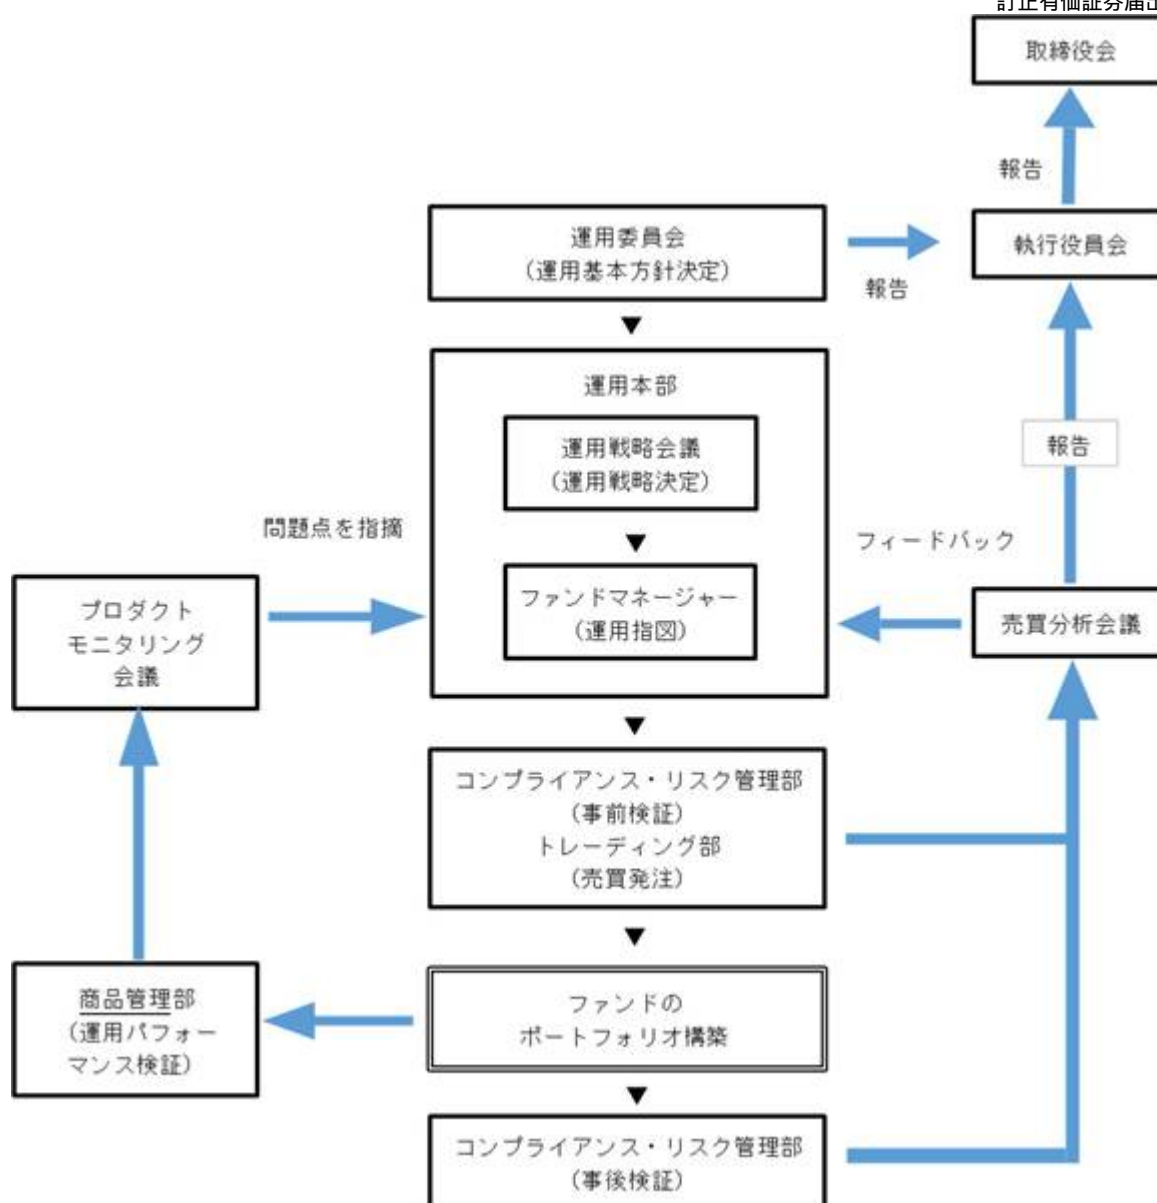 訂正有価証券届出
取締役会
報告
運用委員会
（運用基本方針決定）
報告
執行役員会
運用本部
運用戦略会議
（運用戦略決定）
報告
問題点を指摘
フィードバック
ファンドマネージャー
（運用指図）
プロダクト
モニタリング
会議
売買分析会議
コンプライアンス・リスク管理部
（事前検証）
トレーディング部
（売買発注）
商品管理部
（運用パフォー
マンス検証）
ファンドの
ポートフォリオ構築
コンプライアンス・リスク管理部
（事後検証）